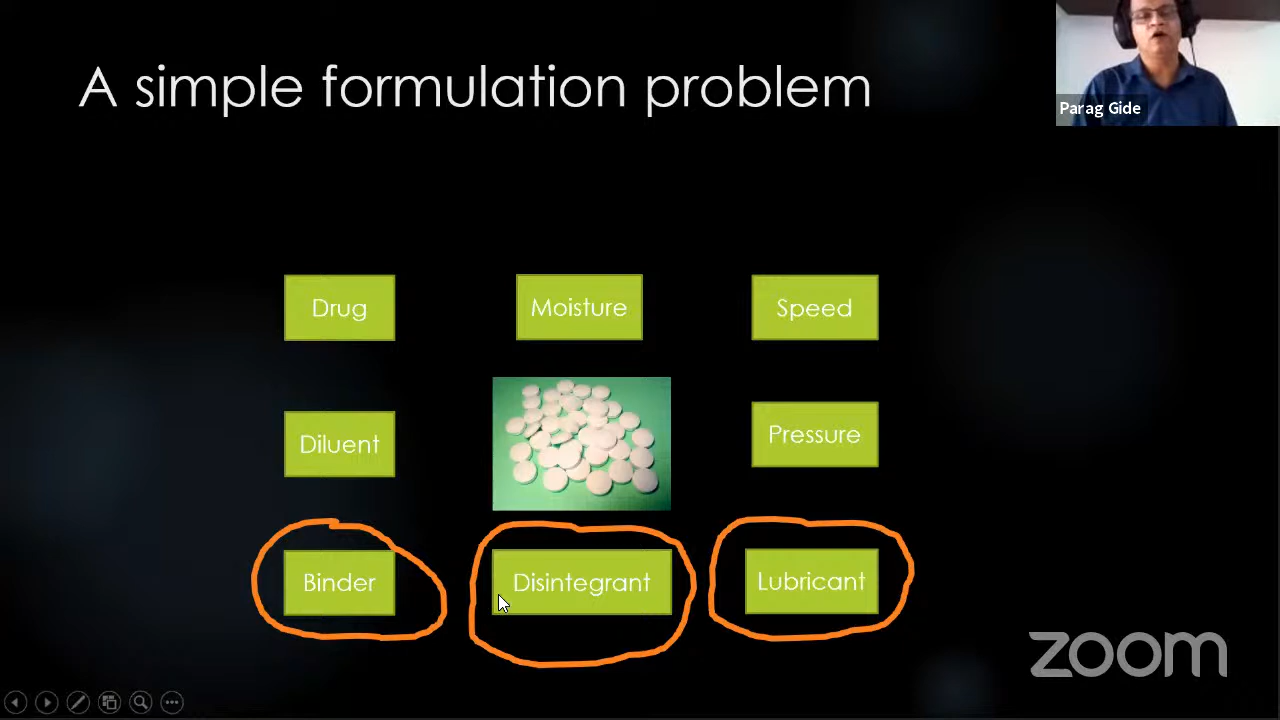 A simple formulation problem
Parag Gide
Drug
Moisture
Speed
Diluent
Pressure
Binder
Disintegrant
Lubricant
zoom